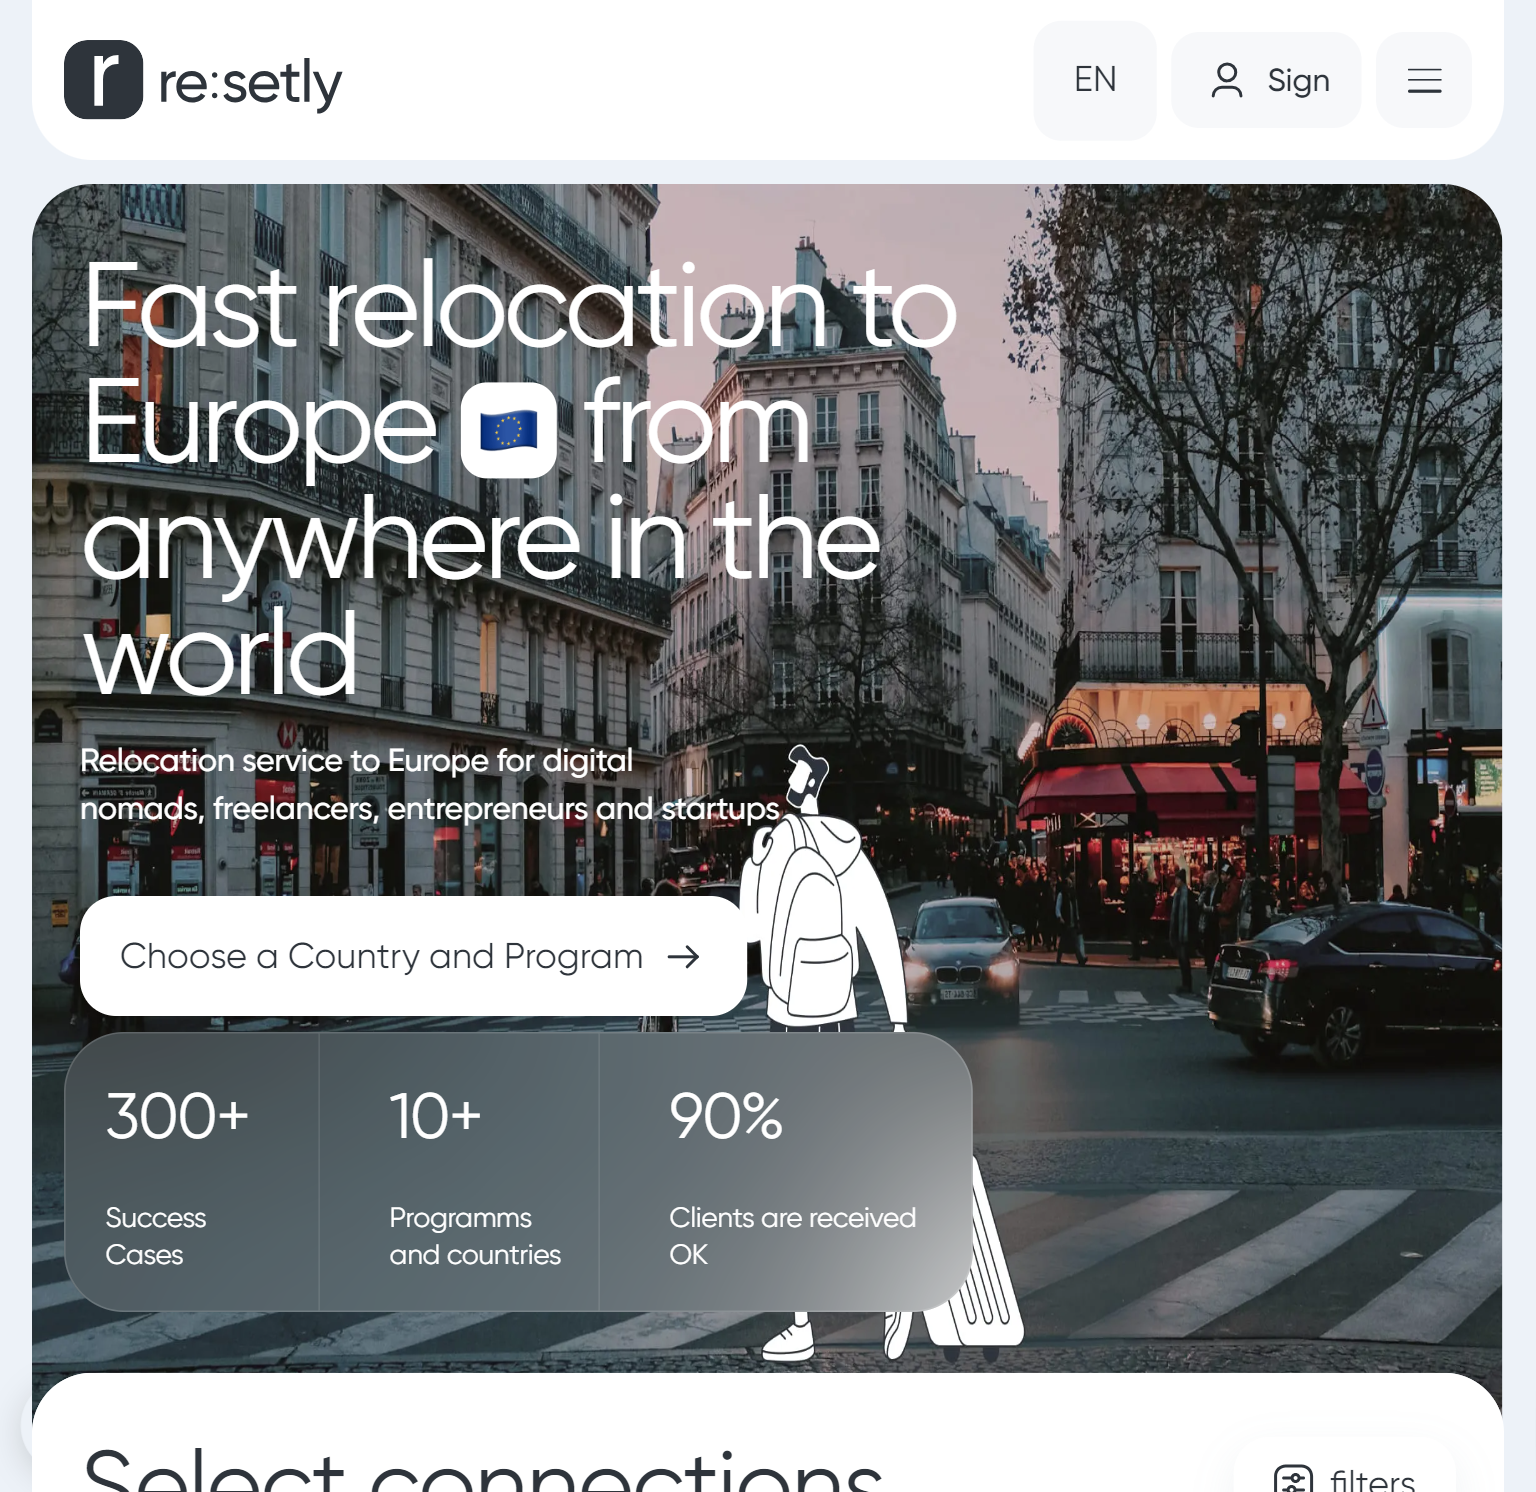 r re:setly
EN
Sign
Fast relocation to
Europe from
anywhere in the
world
Relocation service to Europe for digital
nomads, freelancers, entrepreneurs and startups
Choose a Country and Program →
300+
Success
Cases
10+
Programms
and countries
90%
Clients are received
OK
Select connections
filters